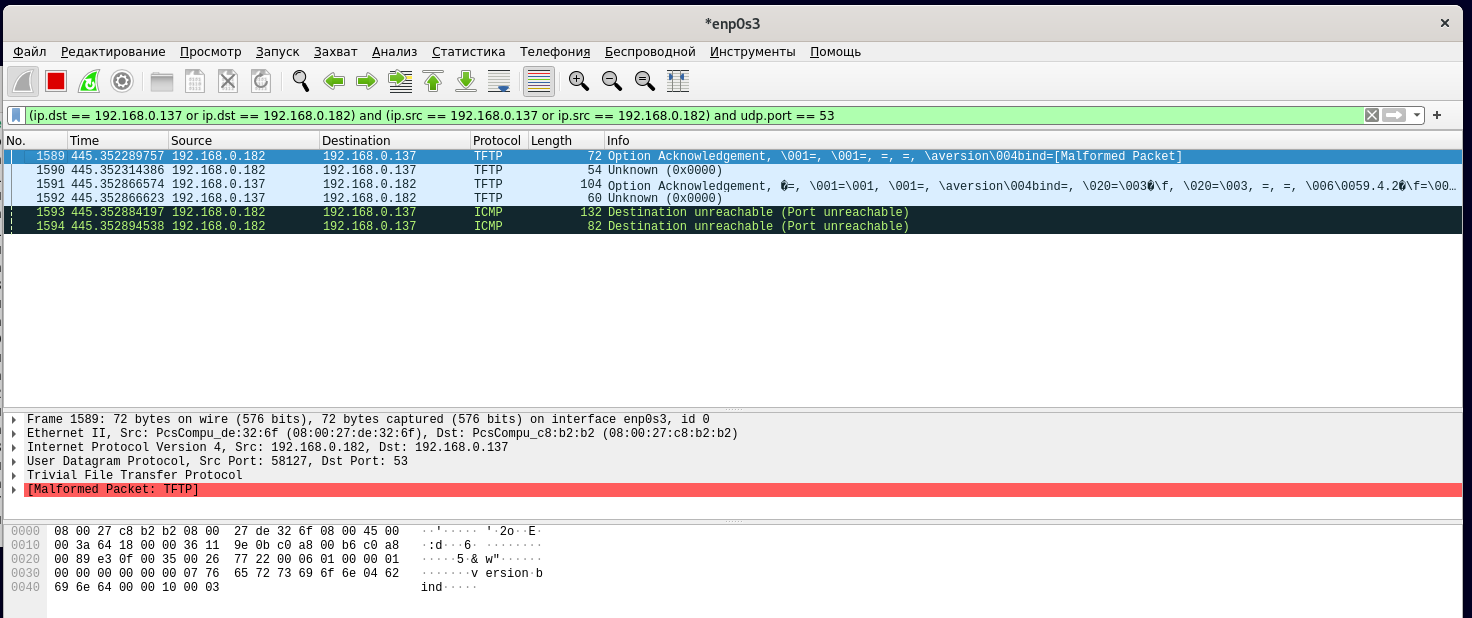 *enp0s3
Файл Редактирование Просмотр Запуск Захват Анализ Статистика Телефония Беспроводной Инструменты Помощь
(ip.dst == 192.168.0.137 or ip.dst == 192.168.0.182) and (ip.src == 192.168.0.137 or ip.src == 192.168.0.182) and udp.port == 53
No. Time Source Destination Protocol Length Info
1589 445.352289757 192.168.0.182 192.168.0.137 TFTP 72 Option Acknowledgement, \001=, \001=, =, =, \aversion\004bind=[Malformed Packet]
1590 445.352314386 192.168.0.182 192.168.0.137 TFTP 54 Unknown (0x0000)
1591 445.352866574 192.168.0.137 192.168.0.182 TFTP 104 Option Acknowledgement, �=, \001=\001, \001=, \aversion\004bind=, \020=\003�\f, \020=\003, =, =, \006\0059.4.2�\f=\00…
1592 445.352866623 192.168.0.137 192.168.0.182 TFTP 60 Unknown (0x0000)
1593 445.352884197 192.168.0.182 192.168.0.137 ICMP 132 Destination unreachable (Port unreachable)
1594 445.352894538 192.168.0.182 192.168.0.137 ICMP 82 Destination unreachable (Port unreachable)
Frame 1589: 72 bytes on wire (576 bits), 72 bytes captured (576 bits) on interface enp0s3, id 0
Ethernet II, Src: PcsCompu_de:32:6f (08:00:27:de:32:6f), Dst: PcsCompu_c8:b2:b2 (08:00:27:c8:b2:b2)
Internet Protocol Version 4, Src: 192.168.0.182, Dst: 192.168.0.137
User Datagram Protocol, Src Port: 58127, Dst Port: 53
Trivial File Transfer Protocol
[Malformed Packet: TFTP]
0000 08 00 27 c8 b2 b2 08 00 27 de 32 6f 08 00 45 00 ··'····· '·2o··E·
0010 00 3a 64 18 00 00 36 11 9e 0b c0 a8 00 b6 c0 a8 ·:d···6· ········
0020 00 89 e3 0f 00 35 00 26 77 22 00 06 01 00 00 01 ·····5·& w"······
0030 00 00 00 00 00 00 07 76 65 72 73 69 6f 6e 04 62 ·······v ersion·b
0040 69 6e 64 00 00 10 00 03 ind·····